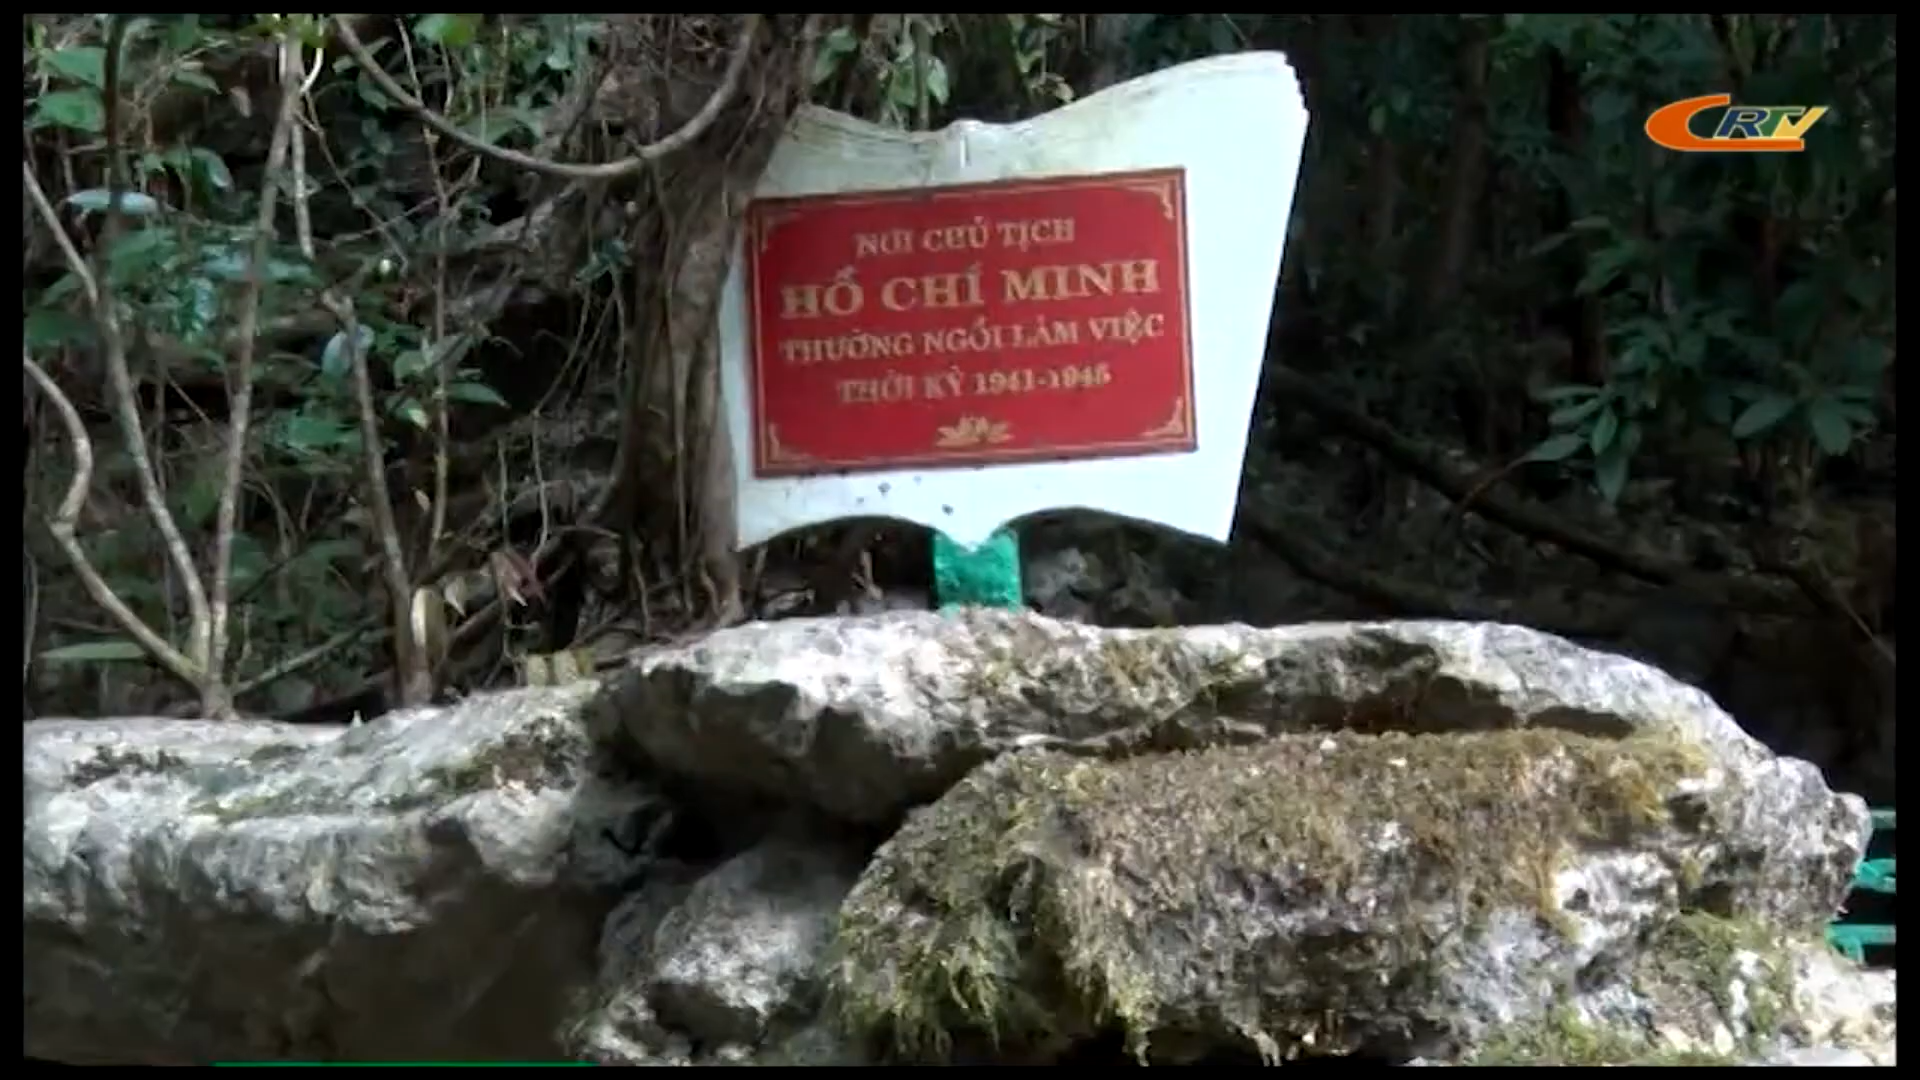 CRTV
NƠI CHỦ TỊCH
HỒ CHÍ MINH
THƯỜNG NGỒI LÀM VIỆC
THỜI KỲ 1941-1945